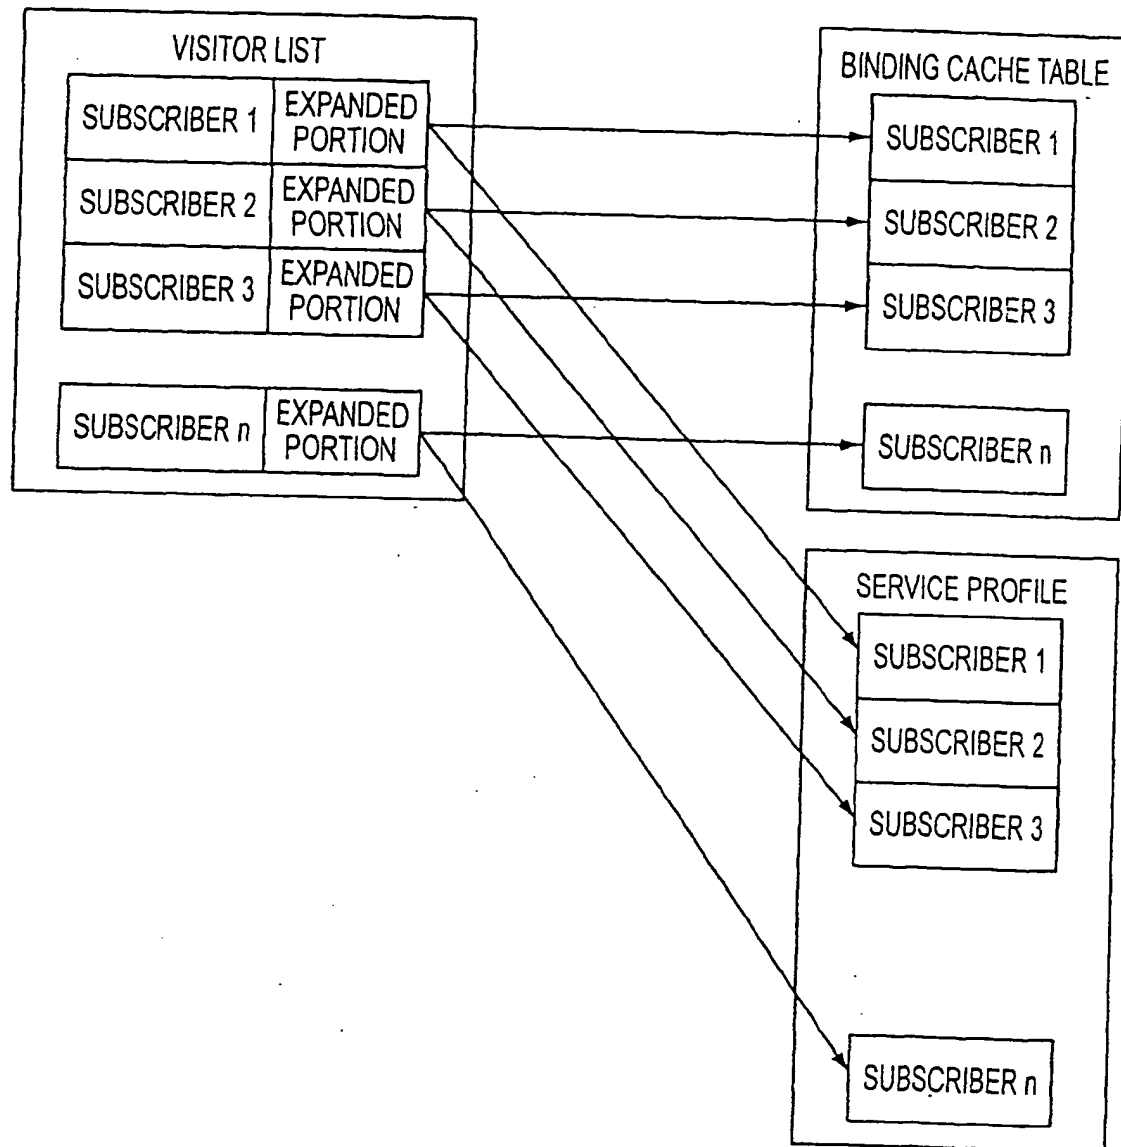 VISITOR LIST
SUBSCRIBER 1
EXPANDED
PORTION
SUBSCRIBER 2
EXPANDED
PORTION
SUBSCRIBER 3
EXPANDED
PORTION
SUBSCRIBER n
EXPANDED
PORTION
BINDING CACHE TABLE
SUBSCRIBER 1
SUBSCRIBER 2
SUBSCRIBER 3
SUBSCRIBER n
SERVICE PROFILE
SUBSCRIBER 1
SUBSCRIBER 2
SUBSCRIBER 3
SUBSCRIBER n